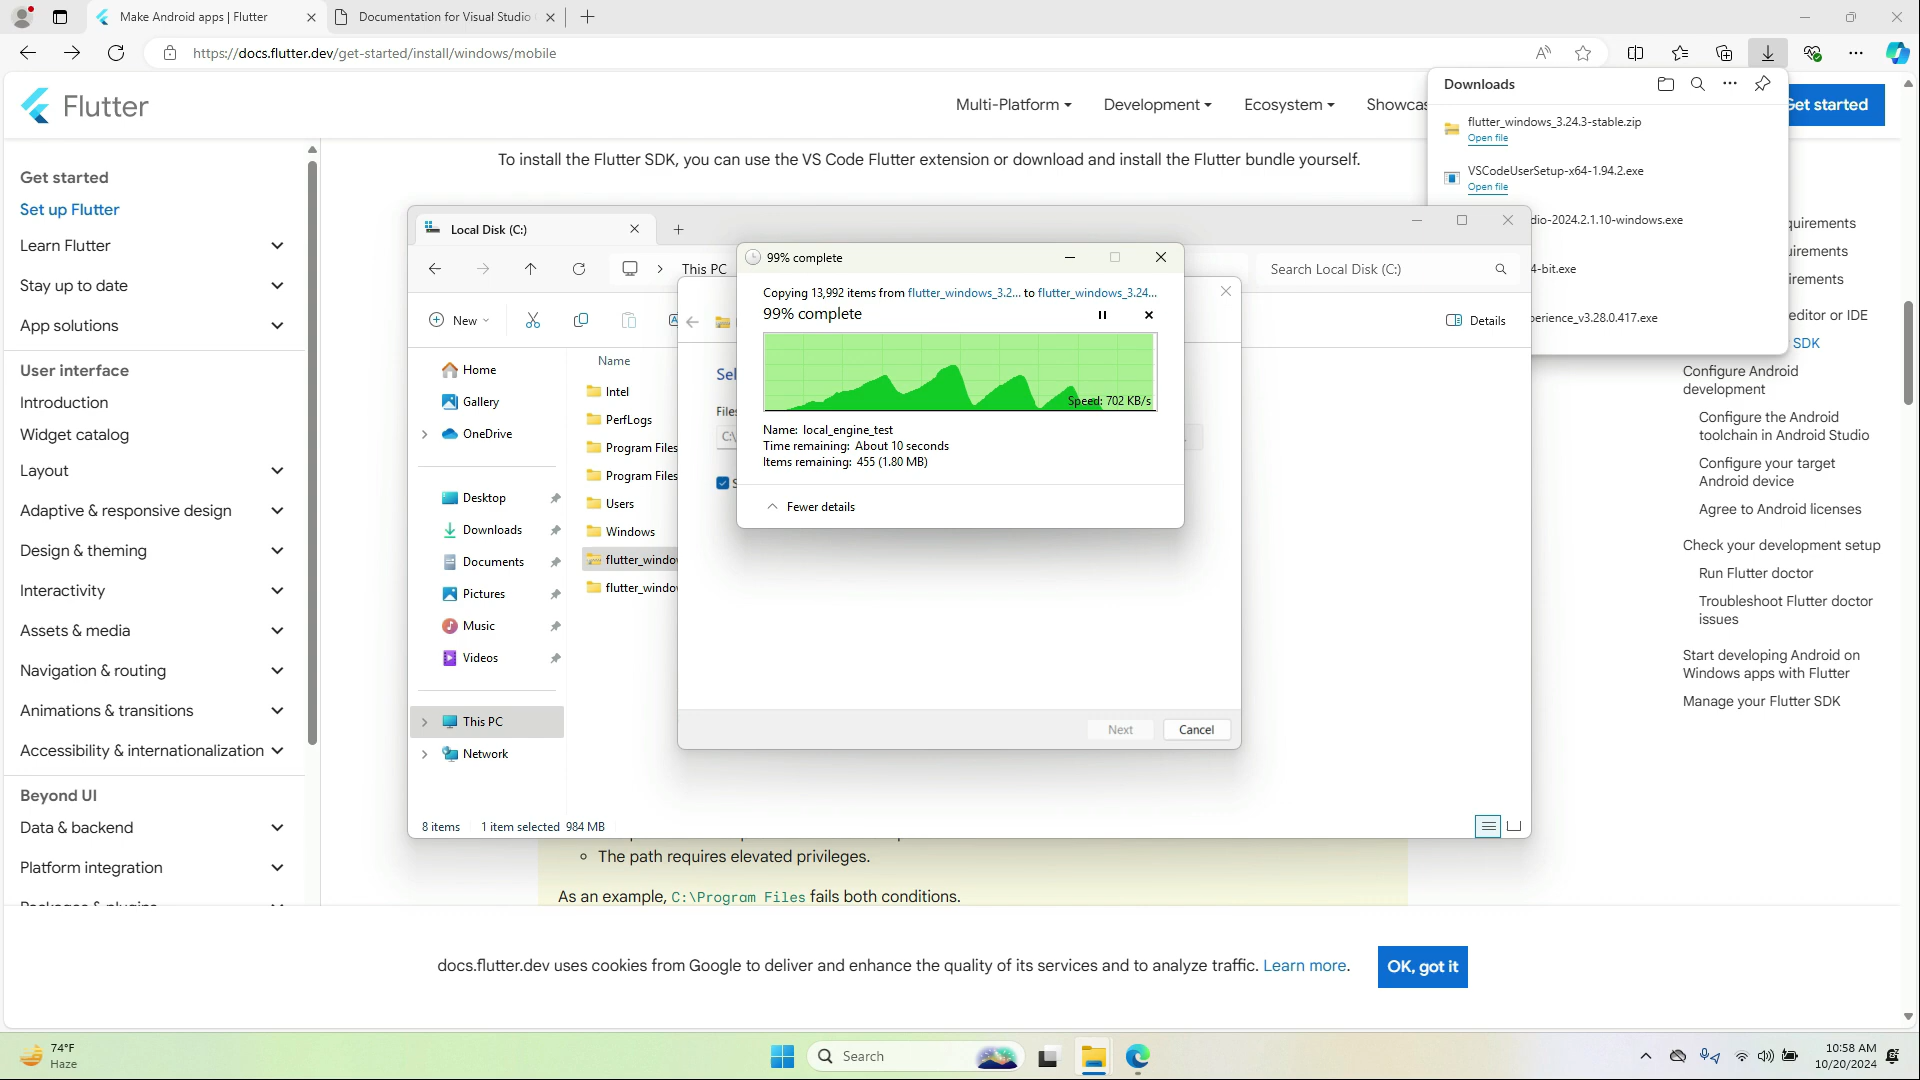 Make Android apps | Flutter
Documentation for Visual Studio
https://docs.flutter.dev/get-started/install/windows/mobile
Flutter
Multi-Platform
Development
Ecosystem
Showcas
Get started
Downloads
flutter_windows_3.24.3-stable.zip
Open file
VSCodeUserSetup-x64-1.94.2.exe
Open file
dio-2024.2.1.10-windows.exe
4-bit.exe
perience_v3.28.0.417.exe
Get started
Set up Flutter
Learn Flutter
Stay up to date
App solutions
User interface
Introduction
Widget catalog
Layout
Adaptive & responsive design
Design & theming
Interactivity
Assets & media
Navigation & routing
Animations & transitions
Accessibility & internationalization
Beyond UI
Data & backend
Platform integration
To install the Flutter SDK, you can use the VS Code Flutter extension or download and install the Flutter bundle yourself.
Local Disk (C:)
This PC
Search Local Disk (C:)
New
Details
Home
Gallery
OneDrive
Desktop
Downloads
Documents
Pictures
Music
Videos
This PC
Network
Name
Intel
PerfLogs
Program Files
Program Files
Users
Windows
flutter_windo
flutter_windo
8 items
1 item selected 984 MB
Sel
Files
C:\
Next
Cancel
99% complete
Copying 13,992 items from flutter_windows_3.2... to flutter_windows_3.24...
99% complete
Speed: 702 KB/s
Name: local_engine_test
Time remaining: About 10 seconds
Items remaining: 455 (1.80 MB)
Fewer details
quirements
uirements
irements
editor or IDE
SDK
Configure Android
development
Configure the Android
toolchain in Android Studio
Configure your target
Android device
Agree to Android licenses
Check your development setup
Run Flutter doctor
Troubleshoot Flutter doctor
issues
Start developing Android on
Windows apps with Flutter
Manage your Flutter SDK
The path requires elevated privileges.
As an example, C:\Program Files fails both conditions.
docs.flutter.dev uses cookies from Google to deliver and enhance the quality of its services and to analyze traffic. Learn more.
OK, got it
74°F
Haze
Search
10:58 AM
10/20/2024